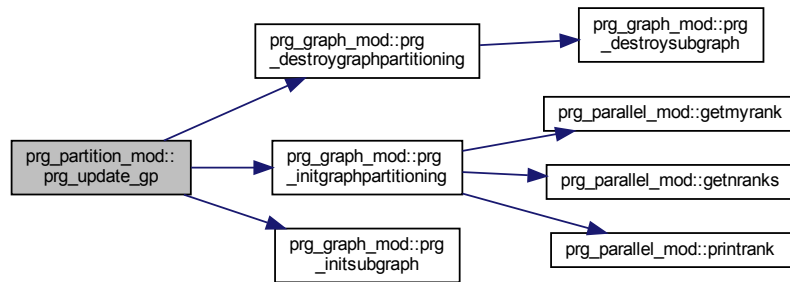 prg_partition_mod::
prg_update_gp
prg_graph_mod::prg
_destroygraphpartitioning
prg_graph_mod::prg
_destroysubgraph
prg_graph_mod::prg
_initgraphpartitioning
prg_parallel_mod::getmyrank
prg_parallel_mod::getnranks
prg_parallel_mod::printrank
prg_graph_mod::prg
_initsubgraph